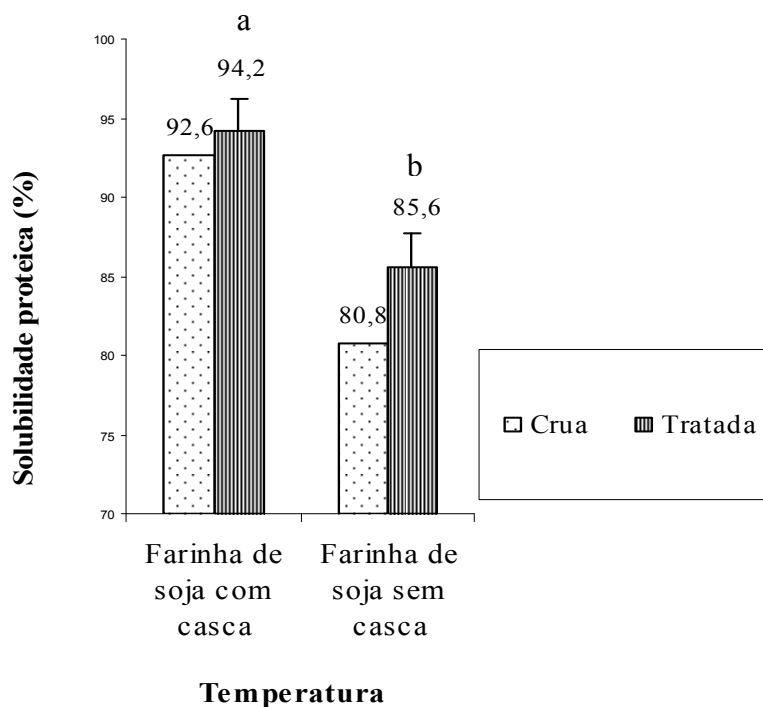 Solubilidade proteica (%)
100
95
90
85
80
75
70
a
94,2
92,6
b
85,6
80,8
Crua
Tratada
Farinha de
soja com
casca
Farinha de
soja sem
casca
Temperatura